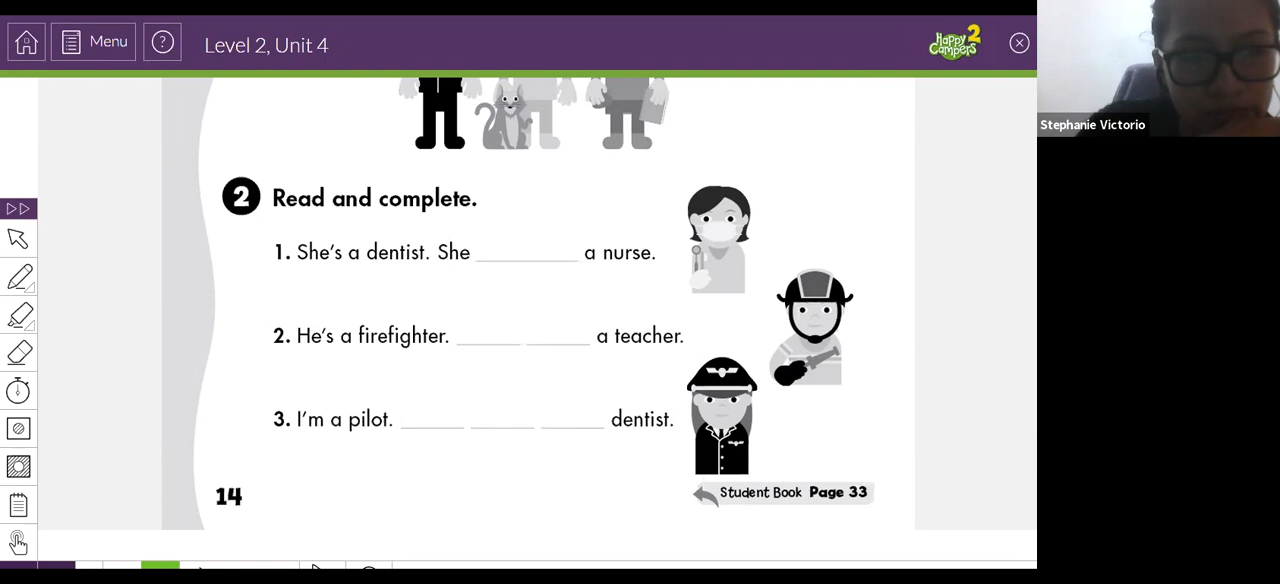 Menu
?
Level 2, Unit 4
Happy Campers 2
Stephanie Victorio
2 Read and complete.
1. She's a dentist. She __________ a nurse.
2. He's a firefighter. ______ ______ a teacher.
3. I'm a pilot. ______ ______ ______ dentist.
14
Student Book Page 33